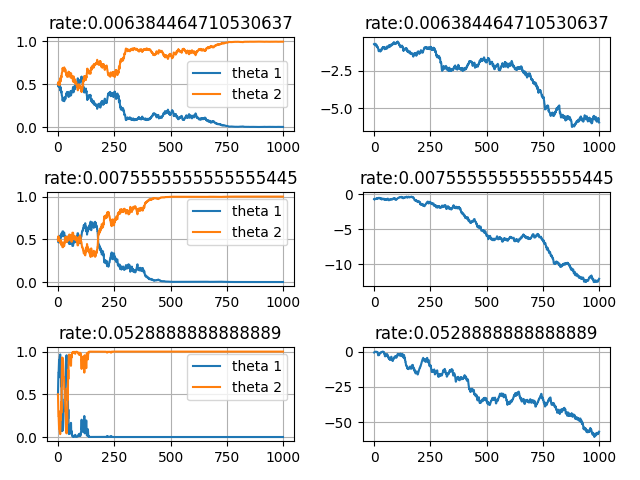 rate:0.006384464710530637
rate:0.006384464710530637
1.0
0.5
0.0
theta 1
theta 2
−2.5
−5.0
0 250 500 750 1000
0 250 500 750 1000
rate:0.0075555555555555445
rate:0.0075555555555555445
1.0
0.5
0.0
theta 1
theta 2
0
−5
−10
0 250 500 750 1000
0 250 500 750 1000
rate:0.0528888888888889
rate:0.0528888888888889
1.0
0.5
0.0
theta 1
theta 2
0
−25
−50
0 250 500 750 1000
0 250 500 750 1000